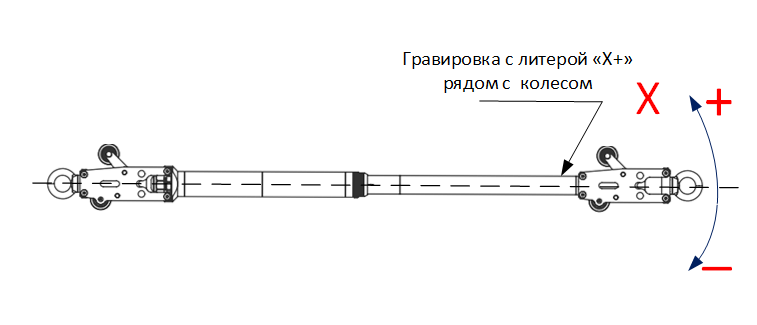 Гравировка с литерой «X+»
рядом с колесом
X
+
—